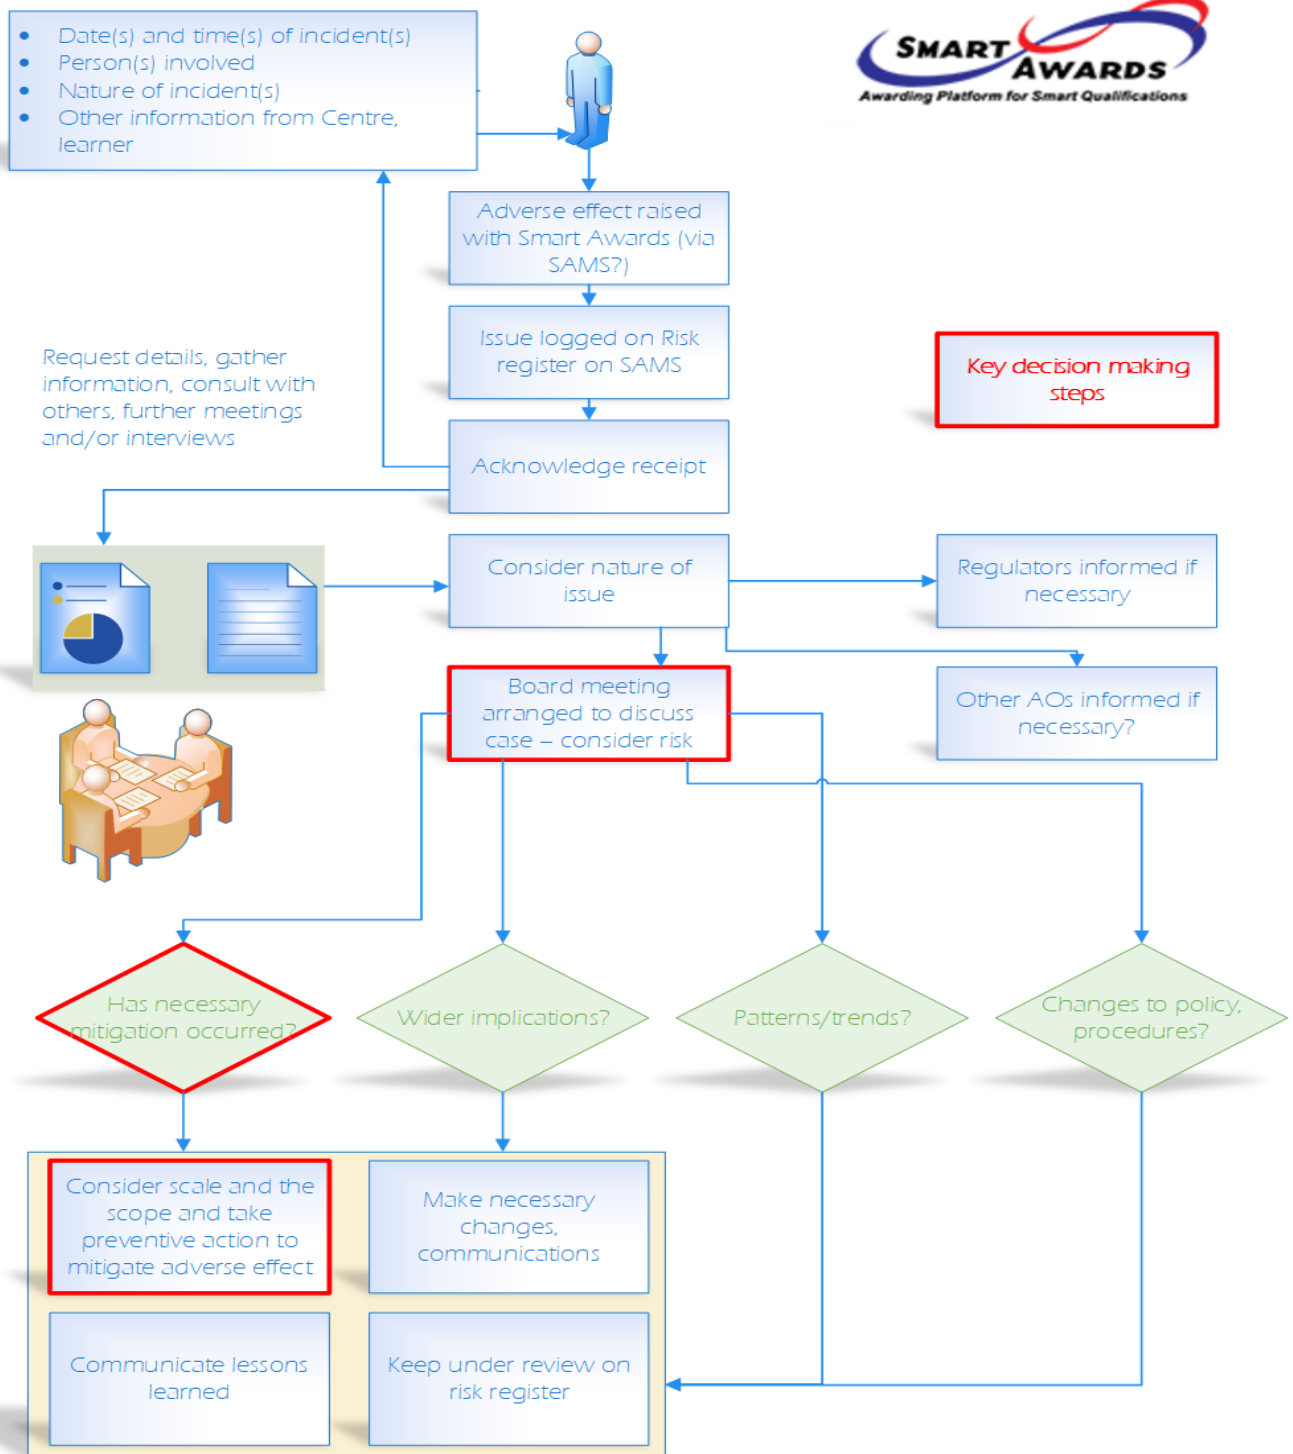 • Date(s) and time(s) of incident(s)
• Person(s) involved
• Nature of incident(s)
• Other information from Centre,
learner
SMART
AWARDS
Awarding Platform for Smart Qualifications
Adverse effect raised
with Smart Awards (via
SAMS?)
Issue logged on Risk
register on SAMS
Request details, gather
information, consult with
others, further meetings
and/or interviews
Key decision making
steps
Acknowledge receipt
Consider nature of
issue
Regulators informed if
necessary
Board meeting
arranged to discuss
case – consider risk
Other AOs informed if
necessary?
Has necessary
mitigation occurred?
Wider implications?
Patterns/trends?
Changes to policy,
procedures?
Consider scale and the
scope and take
preventive action to
mitigate adverse effect
Make necessary
changes,
communications
Communicate lessons
learned
Keep under review on
risk register